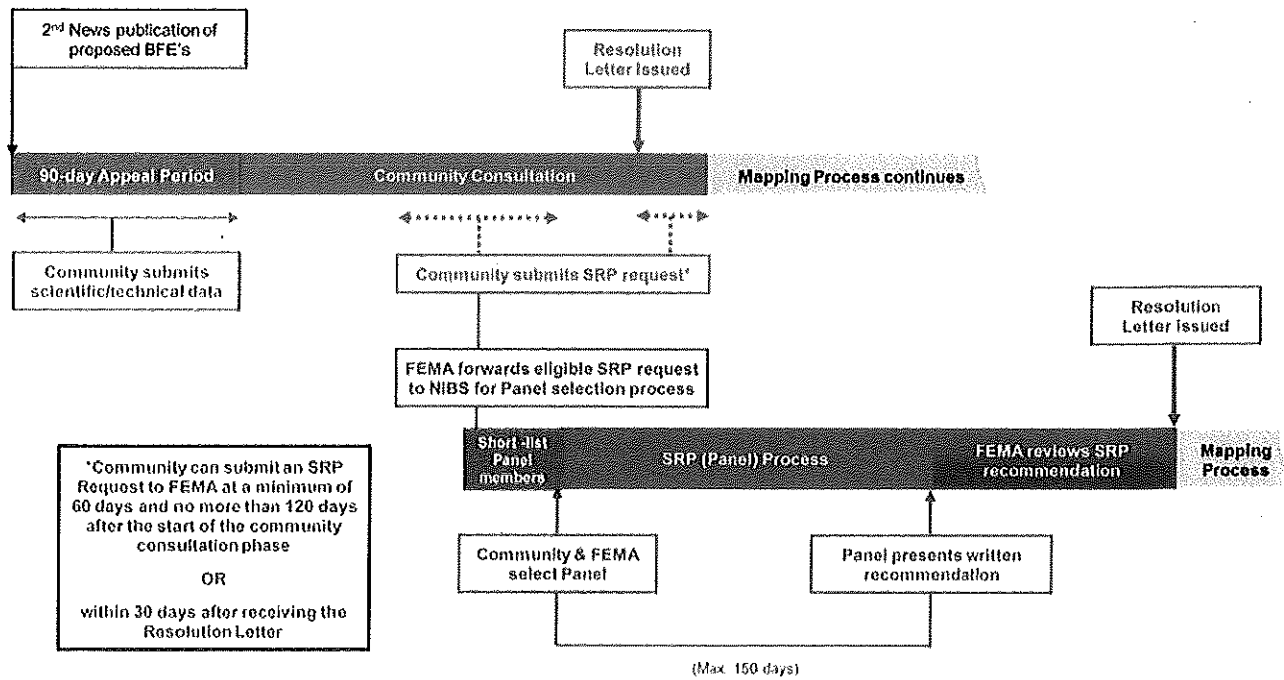 2nd News publication of
proposed BFE's
Resolution
Letter Issued
90-day Appeal Period
Community Consultation
Mapping Process continues
Community submits
scientific/technical data
Community submits SRP request*
Resolution
Letter Issued
FEMA forwards eligible SRP request
to NIBS for Panel selection process
Short-list
Panel
members
SRP (Panel) Process
FEMA reviews SRP
recommendation
Mapping
Process
*Community can submit an SRP
Request to FEMA at a minimum of
60 days and no more than 120 days
after the start of the community
consultation phase
OR
within 30 days after receiving the
Resolution Letter
Community & FEMA
select Panel
Panel presents written
recommendation
(Max. 150 days)